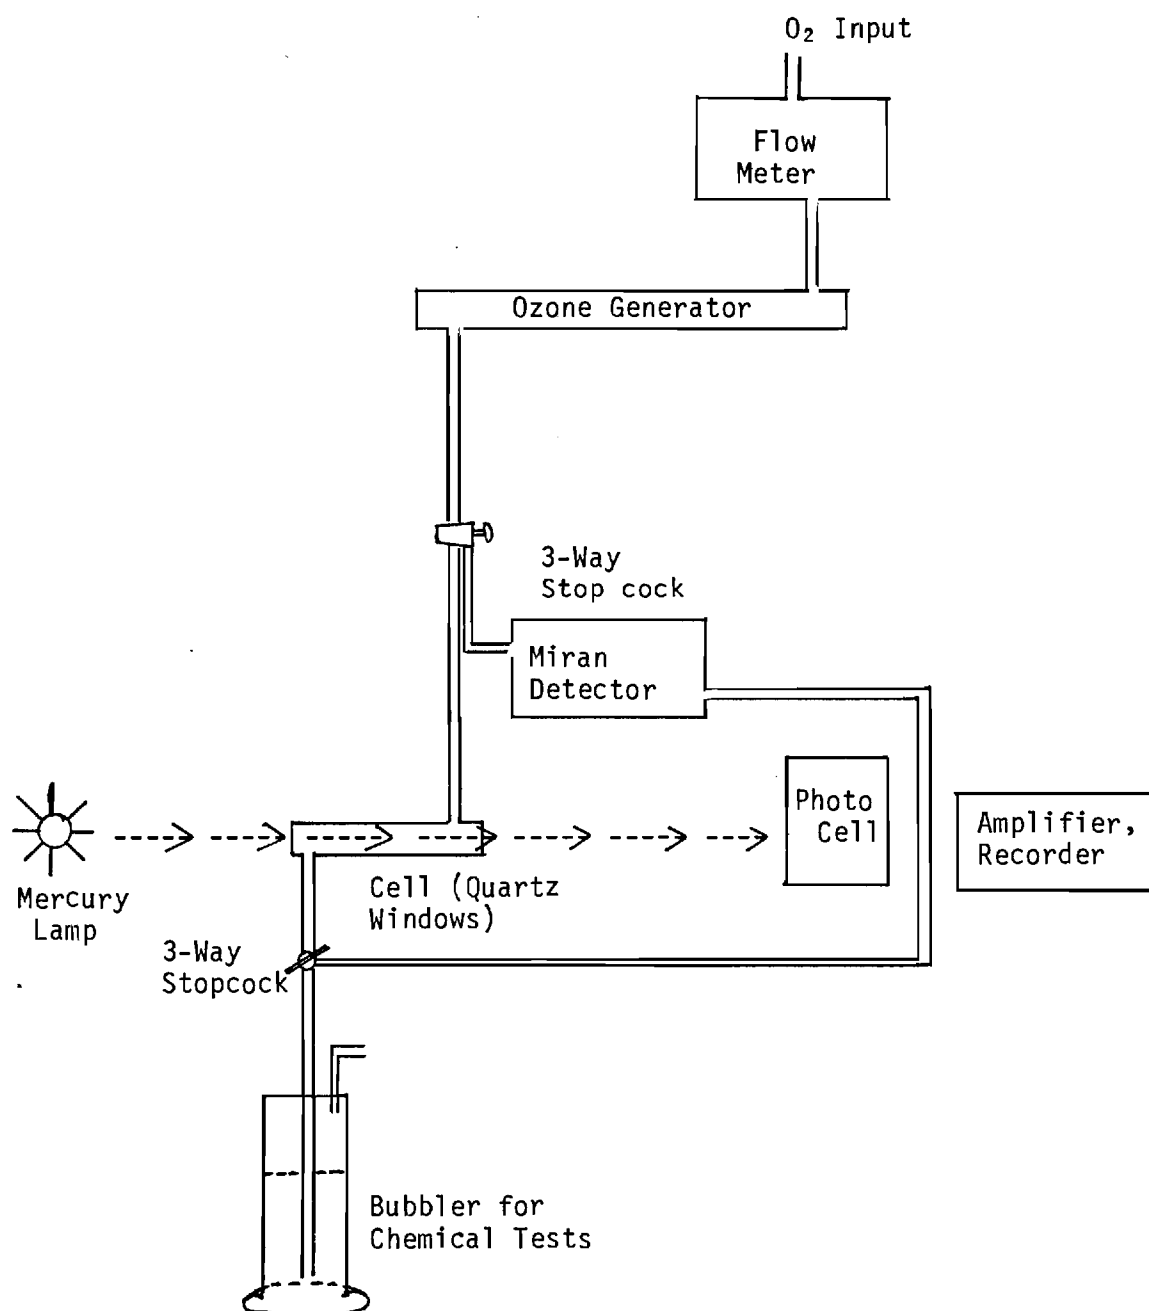 O₂ Input
Flow
Meter
Ozone Generator
3-Way
Stop cock
Miran
Detector
Photo
Cell
Amplifier,
Recorder
Mercury
Lamp
Cell (Quartz
Windows)
3-Way
Stopcock
Bubbler for
Chemical Tests